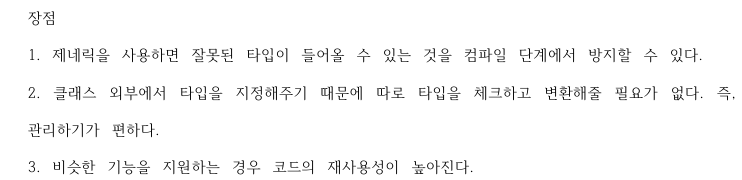 장점
1. 제네릭을 사용하면 잘못된 타입이 들어올 수 있는 것을 컴파일 단계에서 방지할 수 있다.
2. 클래스 외부에서 타입을 지정해주기 때문에 따로 타입을 체크하고 변환해줄 필요가 없다. 즉,
관리하기가 편하다.
3. 비슷한 기능을 지원하는 경우 코드의 재사용성이 높아진다.